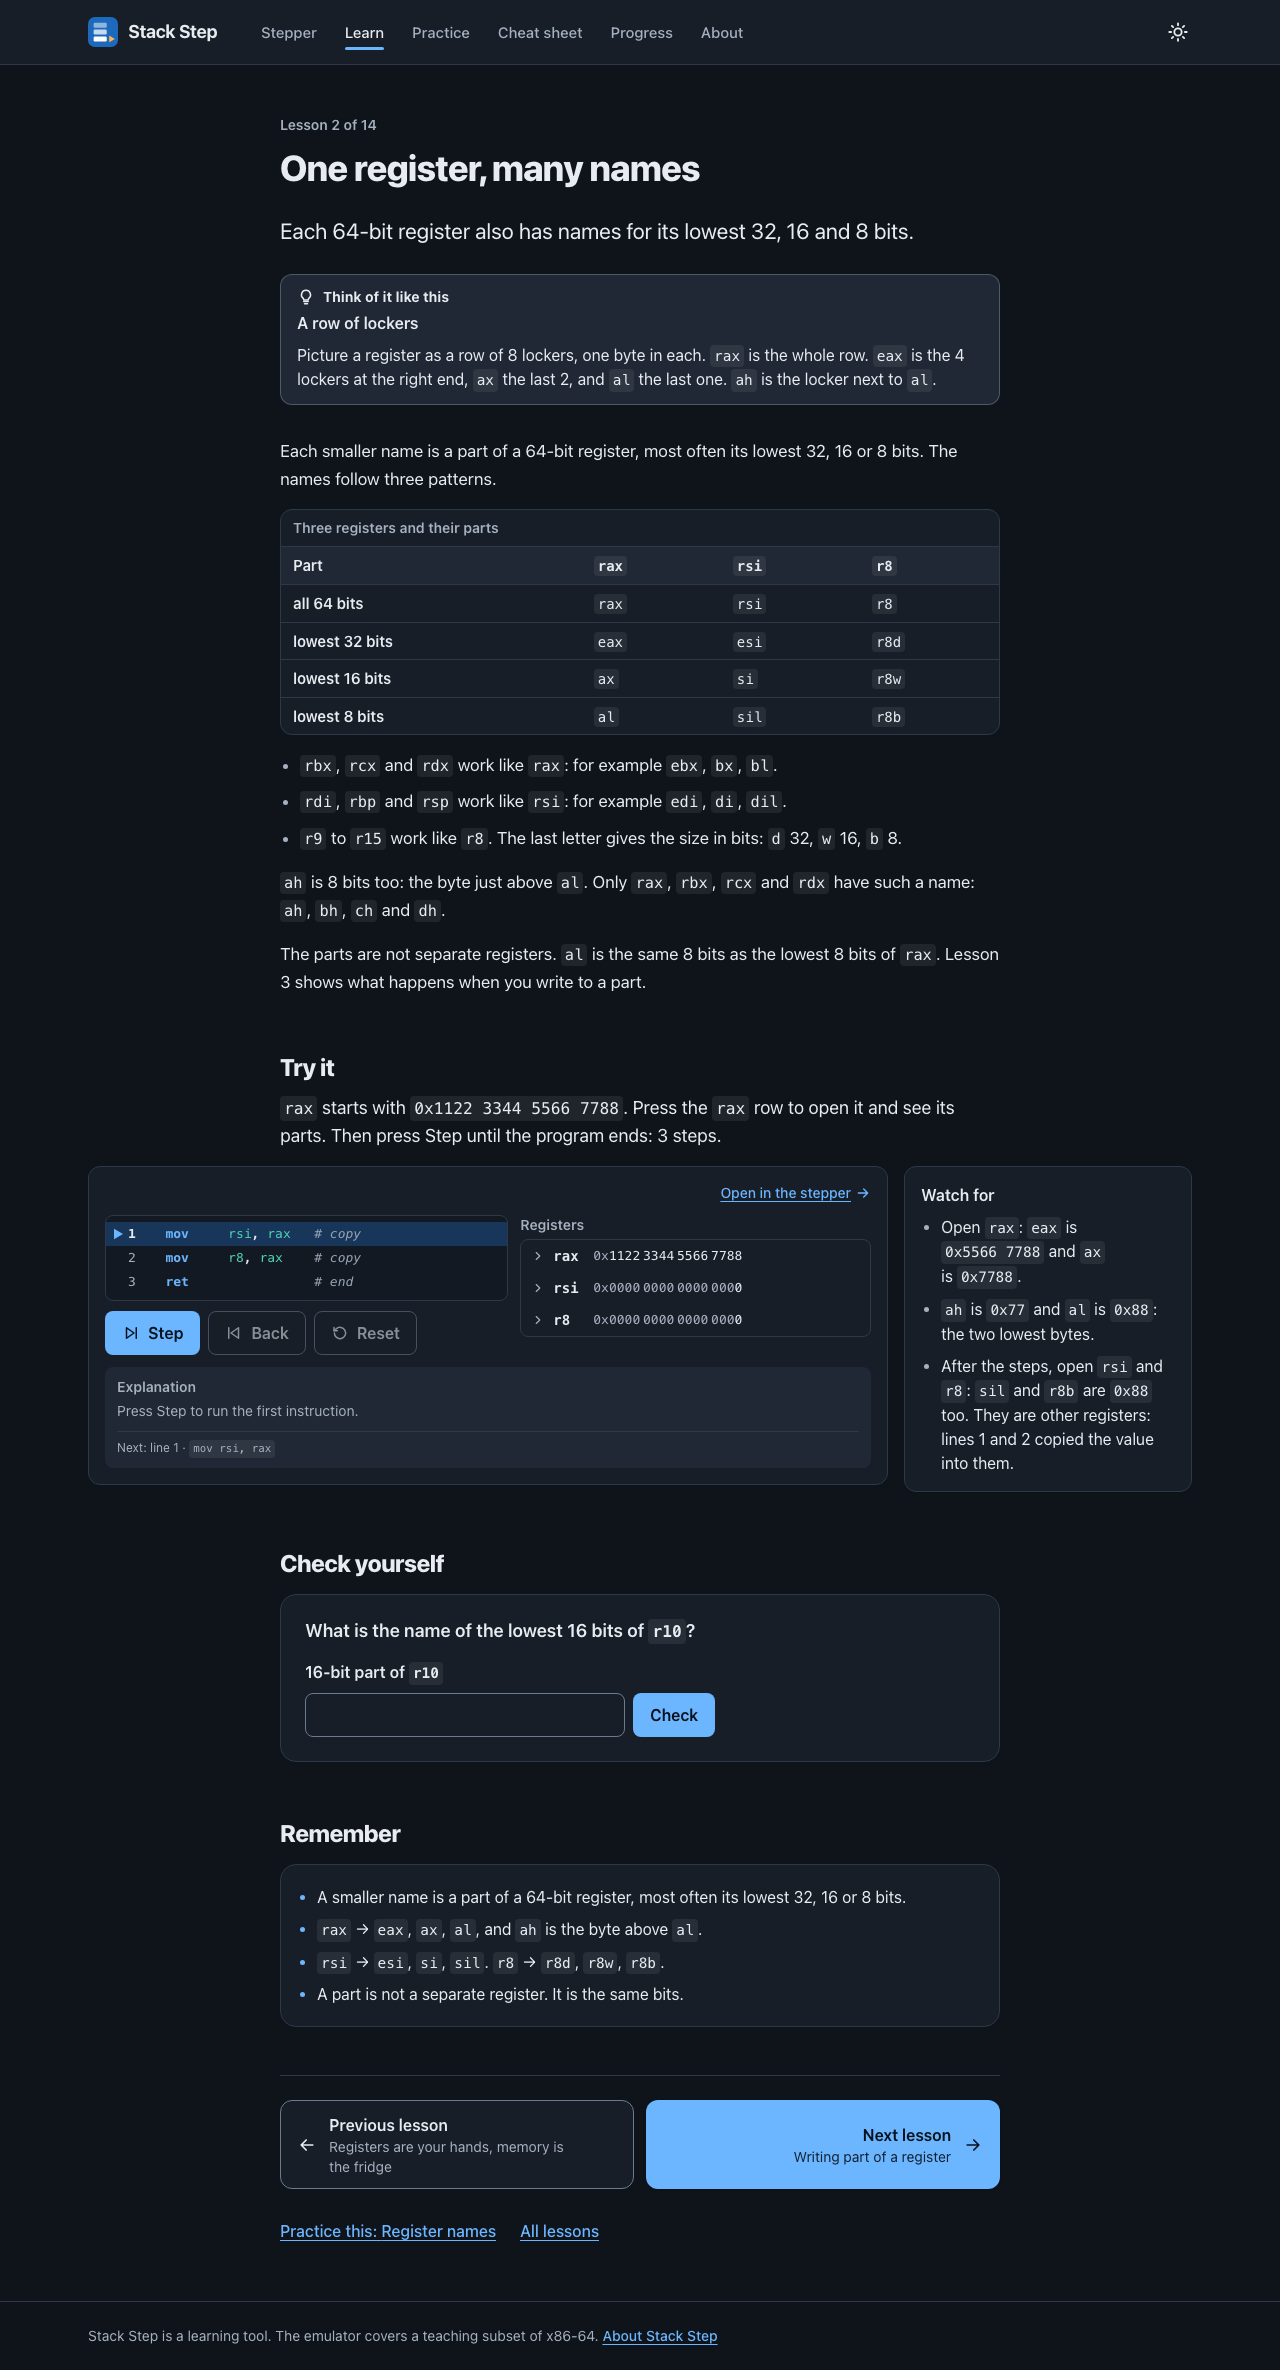 Stack Step
Stepper Learn Practice Cheat sheet Progress About
Lesson 2 of 14
One register, many names
Each 64-bit register also has names for its lowest 32, 16 and 8 bits.
Think of it like this
A row of lockers
Picture a register as a row of 8 lockers, one byte in each. rax is the whole row. eax is the 4
lockers at the right end, ax the last 2, and al the last one. ah is the locker next to al.
Each smaller name is a part of a 64-bit register, most often its lowest 32, 16 or 8 bits. The
names follow three patterns.
Three registers and their parts
Part rax rsi r8
all 64 bits rax rsi r8
lowest 32 bits eax esi r8d
lowest 16 bits ax si r8w
lowest 8 bits al sil r8b
• rbx, rcx and rdx work like rax: for example ebx, bx, bl.
• rdi, rbp and rsp work like rsi: for example edi, di, dil.
• r9 to r15 work like r8. The last letter gives the size in bits: d 32, w 16, b 8.
ah is 8 bits too: the byte just above al. Only rax, rbx, rcx and rdx have such a name:
ah, bh, ch and dh.
The parts are not separate registers. al is the same 8 bits as the lowest 8 bits of rax. Lesson
3 shows what happens when you write to a part.
Try it
rax starts with 0x1122 3344 5566 7788. Press the rax row to open it and see its
parts. Then press Step until the program ends: 3 steps.
Open in the stepper →
1 mov rsi, rax # copy
2 mov r8, rax # copy
3 ret # end
Step Back Reset
Registers
rax 0x1122 3344 5566 7788
rsi 0x0000 0000 0000 0000
r8 0x0000 0000 0000 0000
Explanation
Press Step to run the first instruction.
Next: line 1 · mov rsi, rax
Watch for
• Open rax: eax is
0x5566 7788 and ax
is 0x7788.
• ah is 0x77 and al is 0x88:
the two lowest bytes.
• After the steps, open rsi and
r8: sil and r8b are 0x88
too. They are other registers:
lines 1 and 2 copied the value
into them.
Check yourself
What is the name of the lowest 16 bits of r10?
16-bit part of r10
Check
Remember
• A smaller name is a part of a 64-bit register, most often its lowest 32, 16 or 8 bits.
• rax → eax, ax, al, and ah is the byte above al.
• rsi → esi, si, sil. r8 → r8d, r8w, r8b.
• A part is not a separate register. It is the same bits.
← Previous lesson
Registers are your hands, memory is
the fridge
Next lesson →
Writing part of a register
Practice this: Register names All lessons
Stack Step is a learning tool. The emulator covers a teaching subset of x86-64. About Stack Step